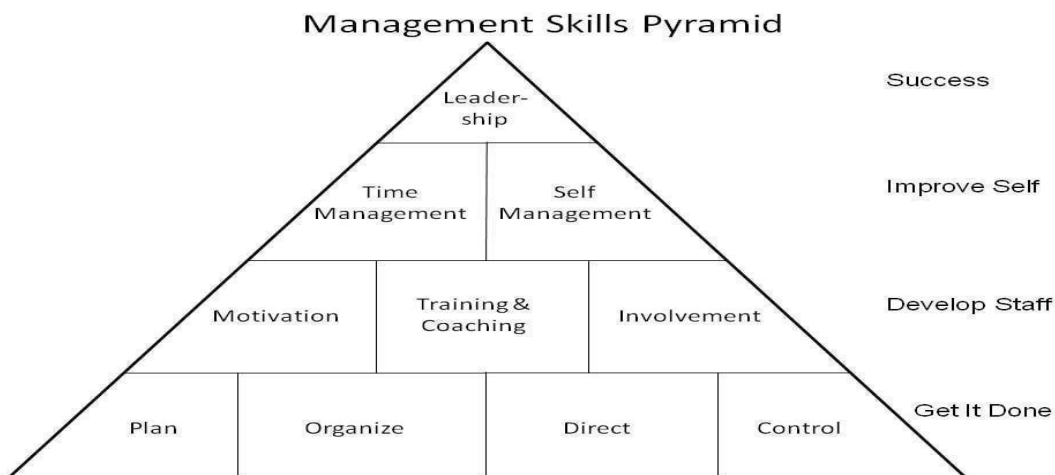 Management Skills Pyramid
Leader-
ship
Success
Time
Management
Self
Management
Improve Self
Motivation
Training &
Coaching
Involvement
Develop Staff
Plan
Organize
Direct
Control
Get It Done